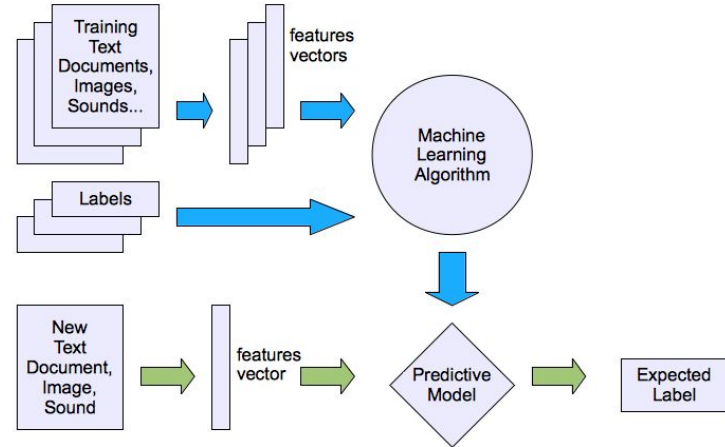 Training
Text
Documents,
Images,
Sounds...
features
vectors
Machine
Learning
Algorithm
Labels
New
Text
Document,
Image,
Sound
features
vector
Predictive
Model
Expected
Label